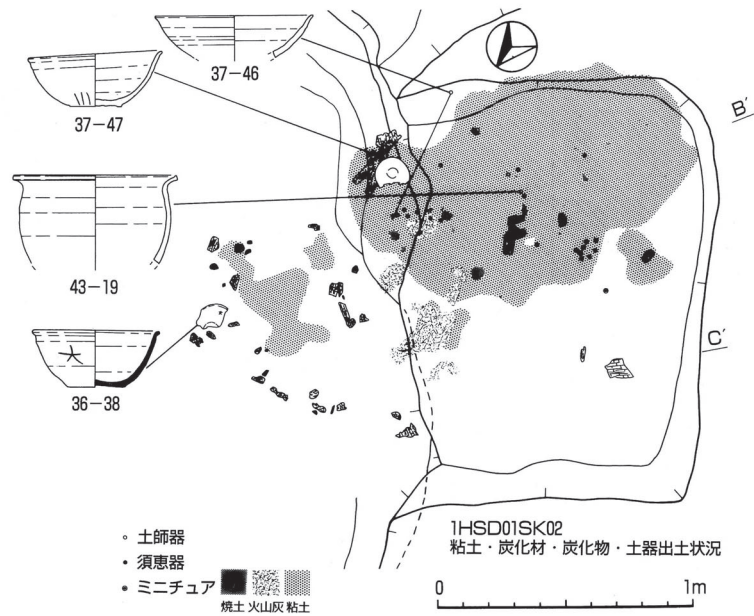 37-46
37-47
43-19
大
36-38
B′
C′
1HSD01SK02
粘土・炭化材・炭化物・土器出土状況
土師器
須恵器
ミニチュア
焼土 火山灰 粘土
0 1m